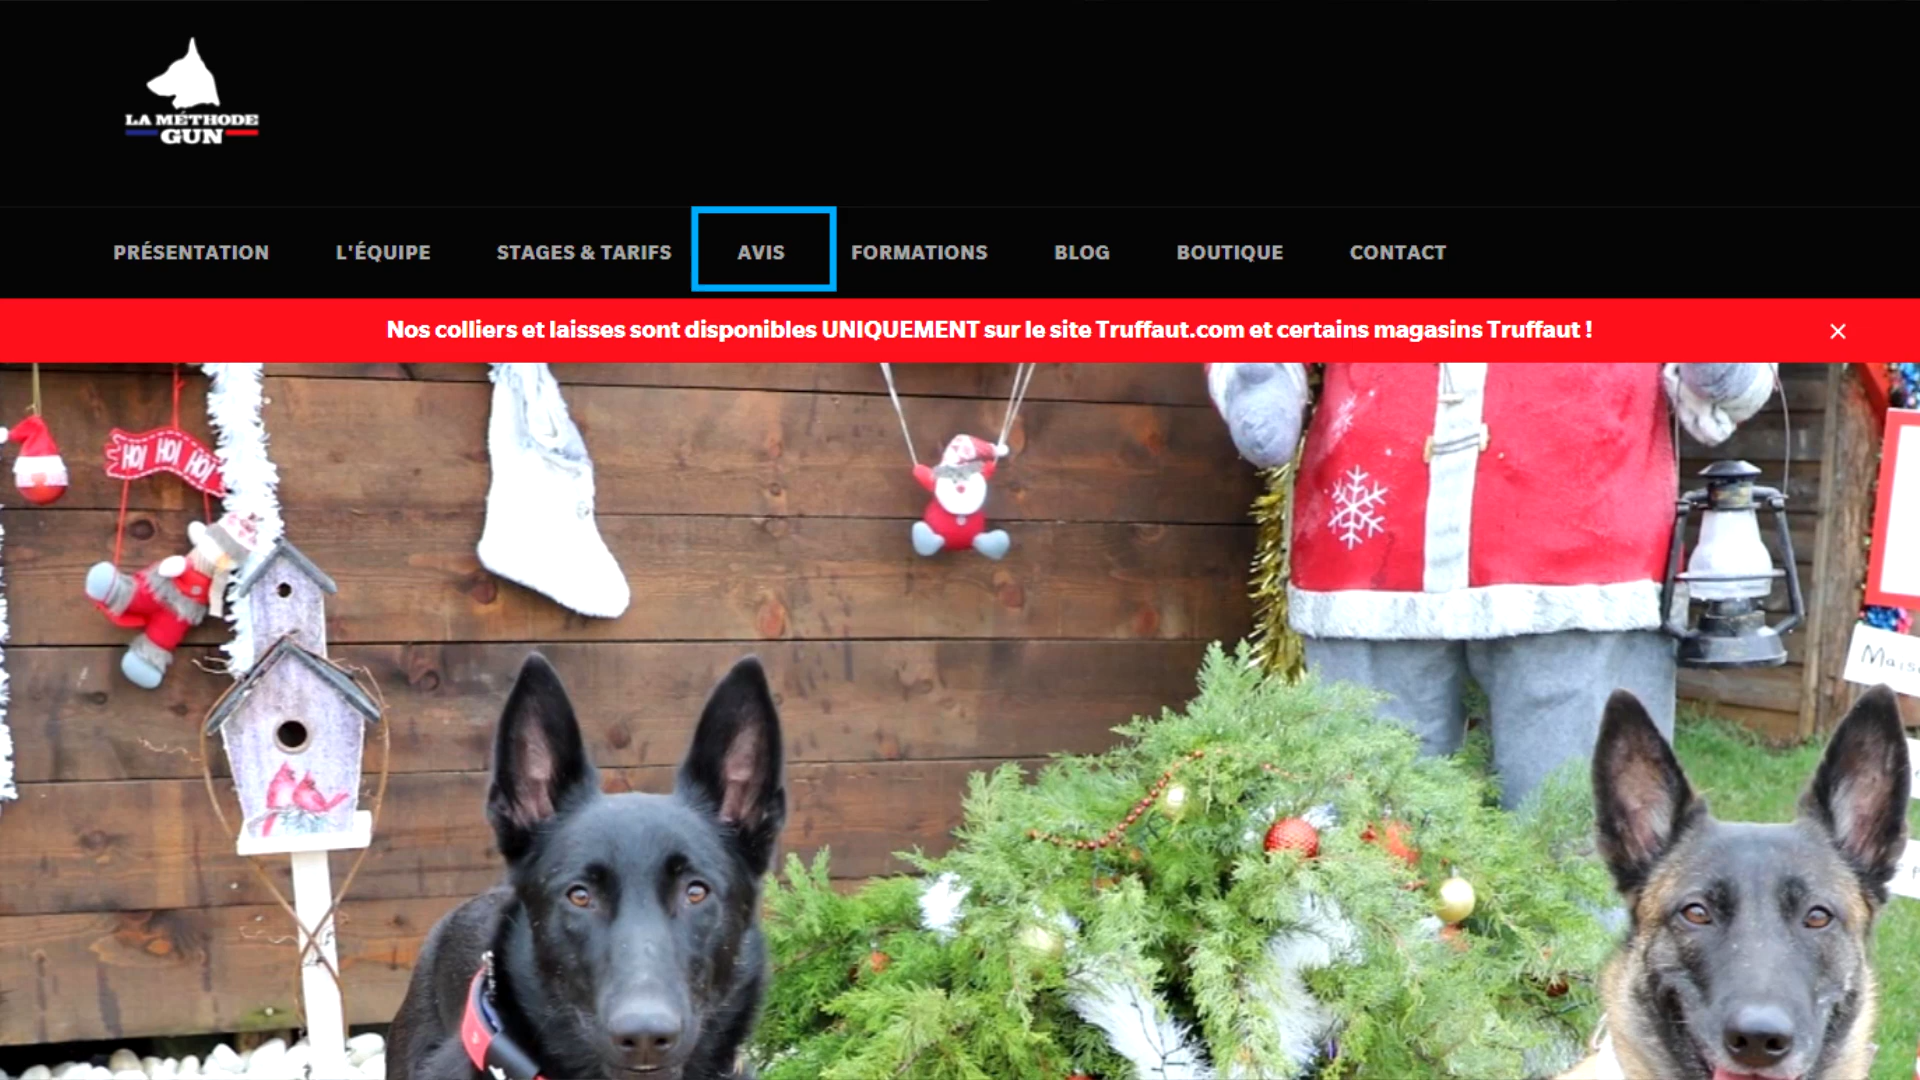 LA MÉTHODE
GUN
PRÉSENTATION L'ÉQUIPE STAGES & TARIFS AVIS FORMATIONS BLOG BOUTIQUE CONTACT
Nos colliers et laisses sont disponibles UNIQUEMENT sur le site Truffaut.com et certains magasins Truffaut !
HO! HO! HO!